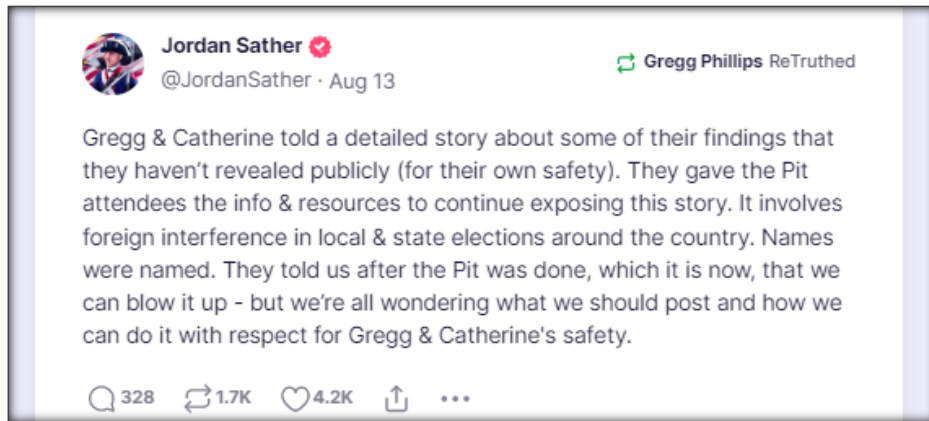 Jordan Sather
@JordanSather · Aug 13
Gregg Phillips ReTruthed
Gregg & Catherine told a detailed story about some of their findings that
they haven’t revealed publicly (for their own safety). They gave the Pit
attendees the info & resources to continue exposing this story. It involves
foreign interference in local & state elections around the country. Names
were named. They told us after the Pit was done, which it is now, that we
can blow it up - but we’re all wondering what we should post and how we
can do it with respect for Gregg & Catherine's safety.
328 1.7K 4.2K